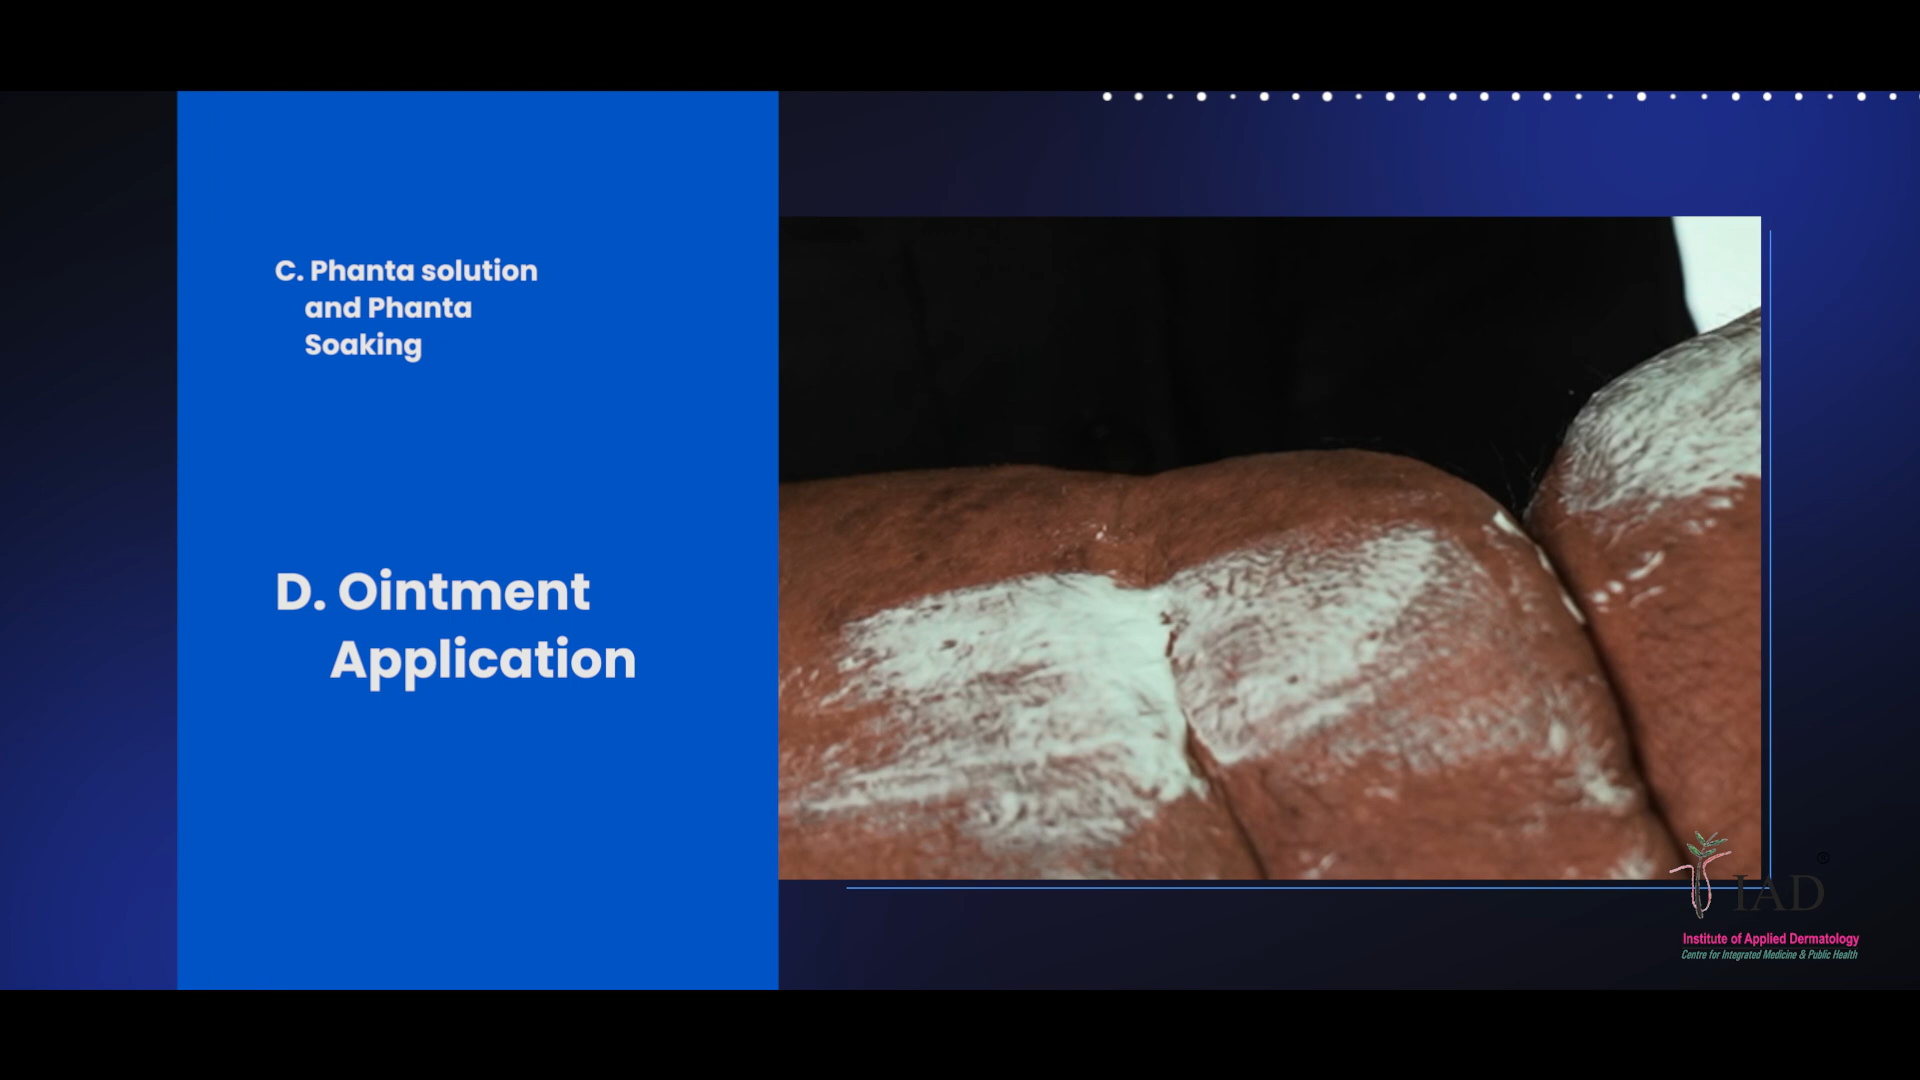 C. Phanta solution
and Phanta
Soaking
D. Ointment
Application
IAD
®
Institute of Applied Dermatology
Centre for Integrated Medicine & Public Health